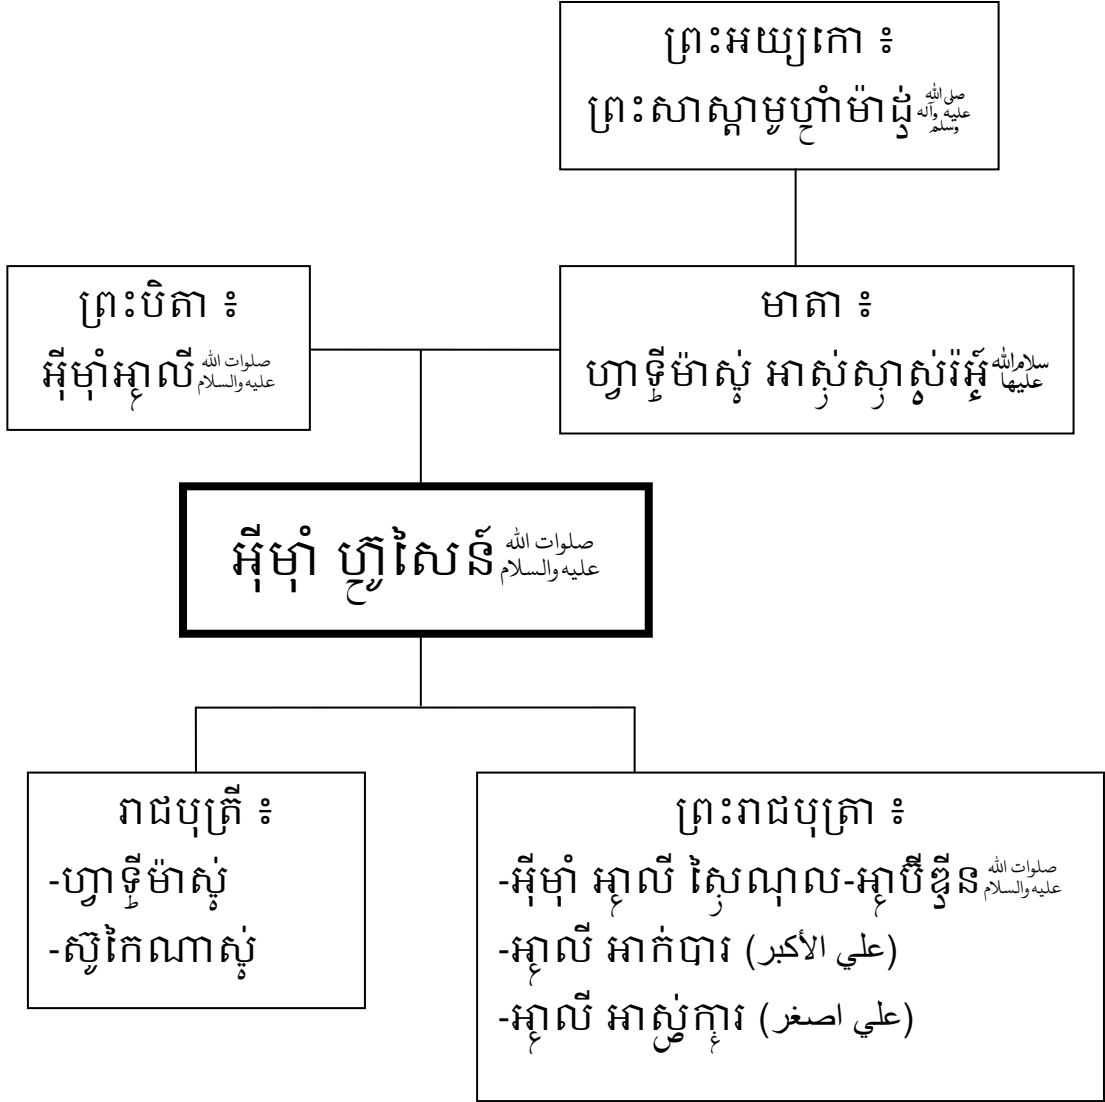 ព្រះអយ្យកោ ៖
ព្រះសាស្តាមូហាំម៉ាដ់ صلى الله عليه وآله وسلم
ព្រះបិតា ៖
អ៊ីម៉ាំអាលី صلوات الله عليه والسلام
មាតា ៖
ហ្វាទីម៉ាស់ អាស់សាស់រ៉អ៍ سلام الله عليها
អ៊ីម៉ាំ ហ៊ូសៃន៍ صلوات الله عليه والسلام
រាជបុត្រី ៖
-ហ្វាទីម៉ាស់
-ស៊ូកៃណាស់
ព្រះរាជបុត្រា ៖
-អ៊ីម៉ាំ អាលី សៃណុល-អាប៊ីឌីន صلوات الله عليه والسلام
-អាលី អាក់បារ (علي الأكبر)
-អាលី អាស់ការ (علي اصغر)